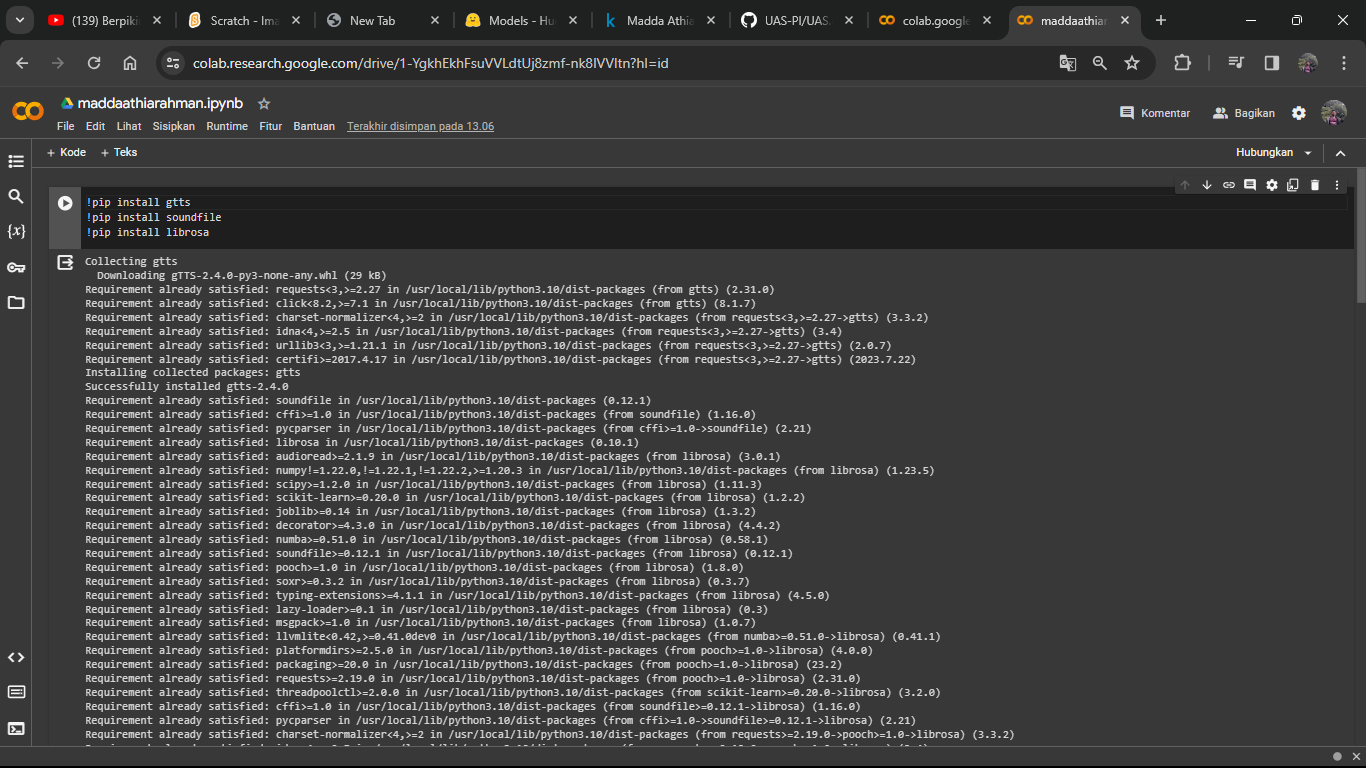 (139) Berpiki
Scratch - Ima
New Tab
Models - Hu
Madda Athia
UAS-PI/UAS.
colab.google
maddaathiar
colab.research.google.com/drive/1-YgkhEkhFsuVVLdtUj8zmf-nk8IVVltn?hl=id
maddaathiarahman.ipynb
Komentar
Bagikan
File Edit Lihat Sisipkan Runtime Fitur Bantuan Terakhir disimpan pada 13.06
+ Kode + Teks
Hubungkan
{x}
!pip install gtts
!pip install soundfile
!pip install librosa
Collecting gtts
Downloading gTTS-2.4.0-py3-none-any.whl (29 kB)
Requirement already satisfied: requests<3,>=2.27 in /usr/local/lib/python3.10/dist-packages (from gtts) (2.31.0)
Requirement already satisfied: click<8.2,>=7.1 in /usr/local/lib/python3.10/dist-packages (from gtts) (8.1.7)
Requirement already satisfied: charset-normalizer<4,>=2 in /usr/local/lib/python3.10/dist-packages (from requests<3,>=2.27->gtts) (3.3.2)
Requirement already satisfied: idna<4,>=2.5 in /usr/local/lib/python3.10/dist-packages (from requests<3,>=2.27->gtts) (3.4)
Requirement already satisfied: urllib3<3,>=1.21.1 in /usr/local/lib/python3.10/dist-packages (from requests<3,>=2.27->gtts) (2.0.7)
Requirement already satisfied: certifi>=2017.4.17 in /usr/local/lib/python3.10/dist-packages (from requests<3,>=2.27->gtts) (2023.7.22)
Installing collected packages: gtts
Successfully installed gtts-2.4.0
Requirement already satisfied: soundfile in /usr/local/lib/python3.10/dist-packages (0.12.1)
Requirement already satisfied: cffi>=1.0 in /usr/local/lib/python3.10/dist-packages (from soundfile) (1.16.0)
Requirement already satisfied: pycparser in /usr/local/lib/python3.10/dist-packages (from cffi>=1.0->soundfile) (2.21)
Requirement already satisfied: librosa in /usr/local/lib/python3.10/dist-packages (0.10.1)
Requirement already satisfied: audioread>=2.1.9 in /usr/local/lib/python3.10/dist-packages (from librosa) (3.0.1)
Requirement already satisfied: numpy!=1.22.0,!=1.22.1,!=1.22.2,>=1.20.3 in /usr/local/lib/python3.10/dist-packages (from librosa) (1.23.5)
Requirement already satisfied: scipy>=1.2.0 in /usr/local/lib/python3.10/dist-packages (from librosa) (1.11.3)
Requirement already satisfied: scikit-learn>=0.20.0 in /usr/local/lib/python3.10/dist-packages (from librosa) (1.2.2)
Requirement already satisfied: joblib>=0.14 in /usr/local/lib/python3.10/dist-packages (from librosa) (1.3.2)
Requirement already satisfied: decorator>=4.3.0 in /usr/local/lib/python3.10/dist-packages (from librosa) (4.4.2)
Requirement already satisfied: numba>=0.51.0 in /usr/local/lib/python3.10/dist-packages (from librosa) (0.58.1)
Requirement already satisfied: soundfile>=0.12.1 in /usr/local/lib/python3.10/dist-packages (from librosa) (0.12.1)
Requirement already satisfied: pooch>=1.0 in /usr/local/lib/python3.10/dist-packages (from librosa) (1.8.0)
Requirement already satisfied: soxr>=0.3.2 in /usr/local/lib/python3.10/dist-packages (from librosa) (0.3.7)
Requirement already satisfied: typing-extensions>=4.1.1 in /usr/local/lib/python3.10/dist-packages (from librosa) (4.5.0)
Requirement already satisfied: lazy-loader>=0.1 in /usr/local/lib/python3.10/dist-packages (from librosa) (0.3)
Requirement already satisfied: msgpack>=1.0 in /usr/local/lib/python3.10/dist-packages (from librosa) (1.0.7)
Requirement already satisfied: llvmlite<0.42,>=0.41.0dev0 in /usr/local/lib/python3.10/dist-packages (from numba>=0.51.0->librosa) (0.41.1)
Requirement already satisfied: platformdirs>=2.5.0 in /usr/local/lib/python3.10/dist-packages (from pooch>=1.0->librosa) (4.0.0)
Requirement already satisfied: packaging>=20.0 in /usr/local/lib/python3.10/dist-packages (from pooch>=1.0->librosa) (23.2)
Requirement already satisfied: requests>=2.19.0 in /usr/local/lib/python3.10/dist-packages (from pooch>=1.0->librosa) (2.31.0)
Requirement already satisfied: threadpoolctl>=2.0.0 in /usr/local/lib/python3.10/dist-packages (from scikit-learn>=0.20.0->librosa) (3.2.0)
Requirement already satisfied: cffi>=1.0 in /usr/local/lib/python3.10/dist-packages (from soundfile>=0.12.1->librosa) (1.16.0)
Requirement already satisfied: pycparser in /usr/local/lib/python3.10/dist-packages (from cffi>=1.0->soundfile>=0.12.1->librosa) (2.21)
Requirement already satisfied: charset-normalizer<4,>=2 in /usr/local/lib/python3.10/dist-packages (from requests>=2.19.0->pooch>=1.0->librosa) (3.3.2)